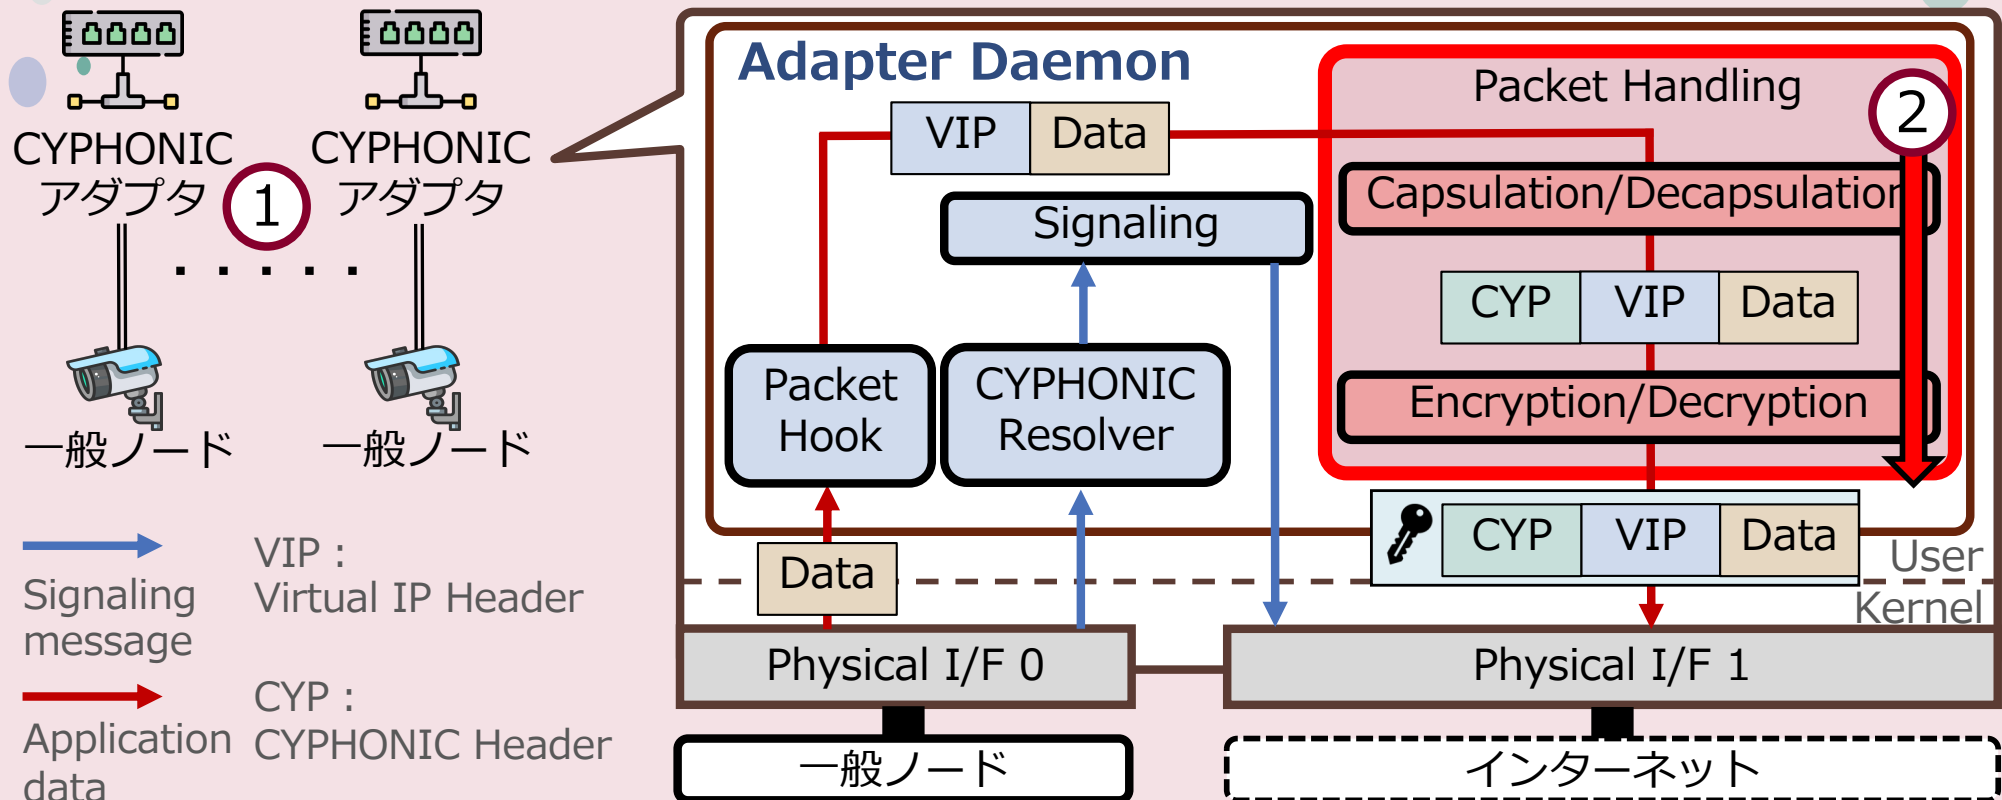 CYPHONIC
アダプタ
CYPHONIC
アダプタ
1
・・・・・
一般ノード
一般ノード
Signaling
message
VIP :
Virtual IP Header
Application
data
CYP :
CYPHONIC Header
Adapter Daemon
VIP
Data
Packet Handling
2
Capsulation/Decapsulation
Signaling
CYP
VIP
Data
Packet
Hook
CYPHONIC
Resolver
Encryption/Decryption
CYP
VIP
Data
Data
User
Kernel
Physical I/F 0
Physical I/F 1
一般ノード
インターネット